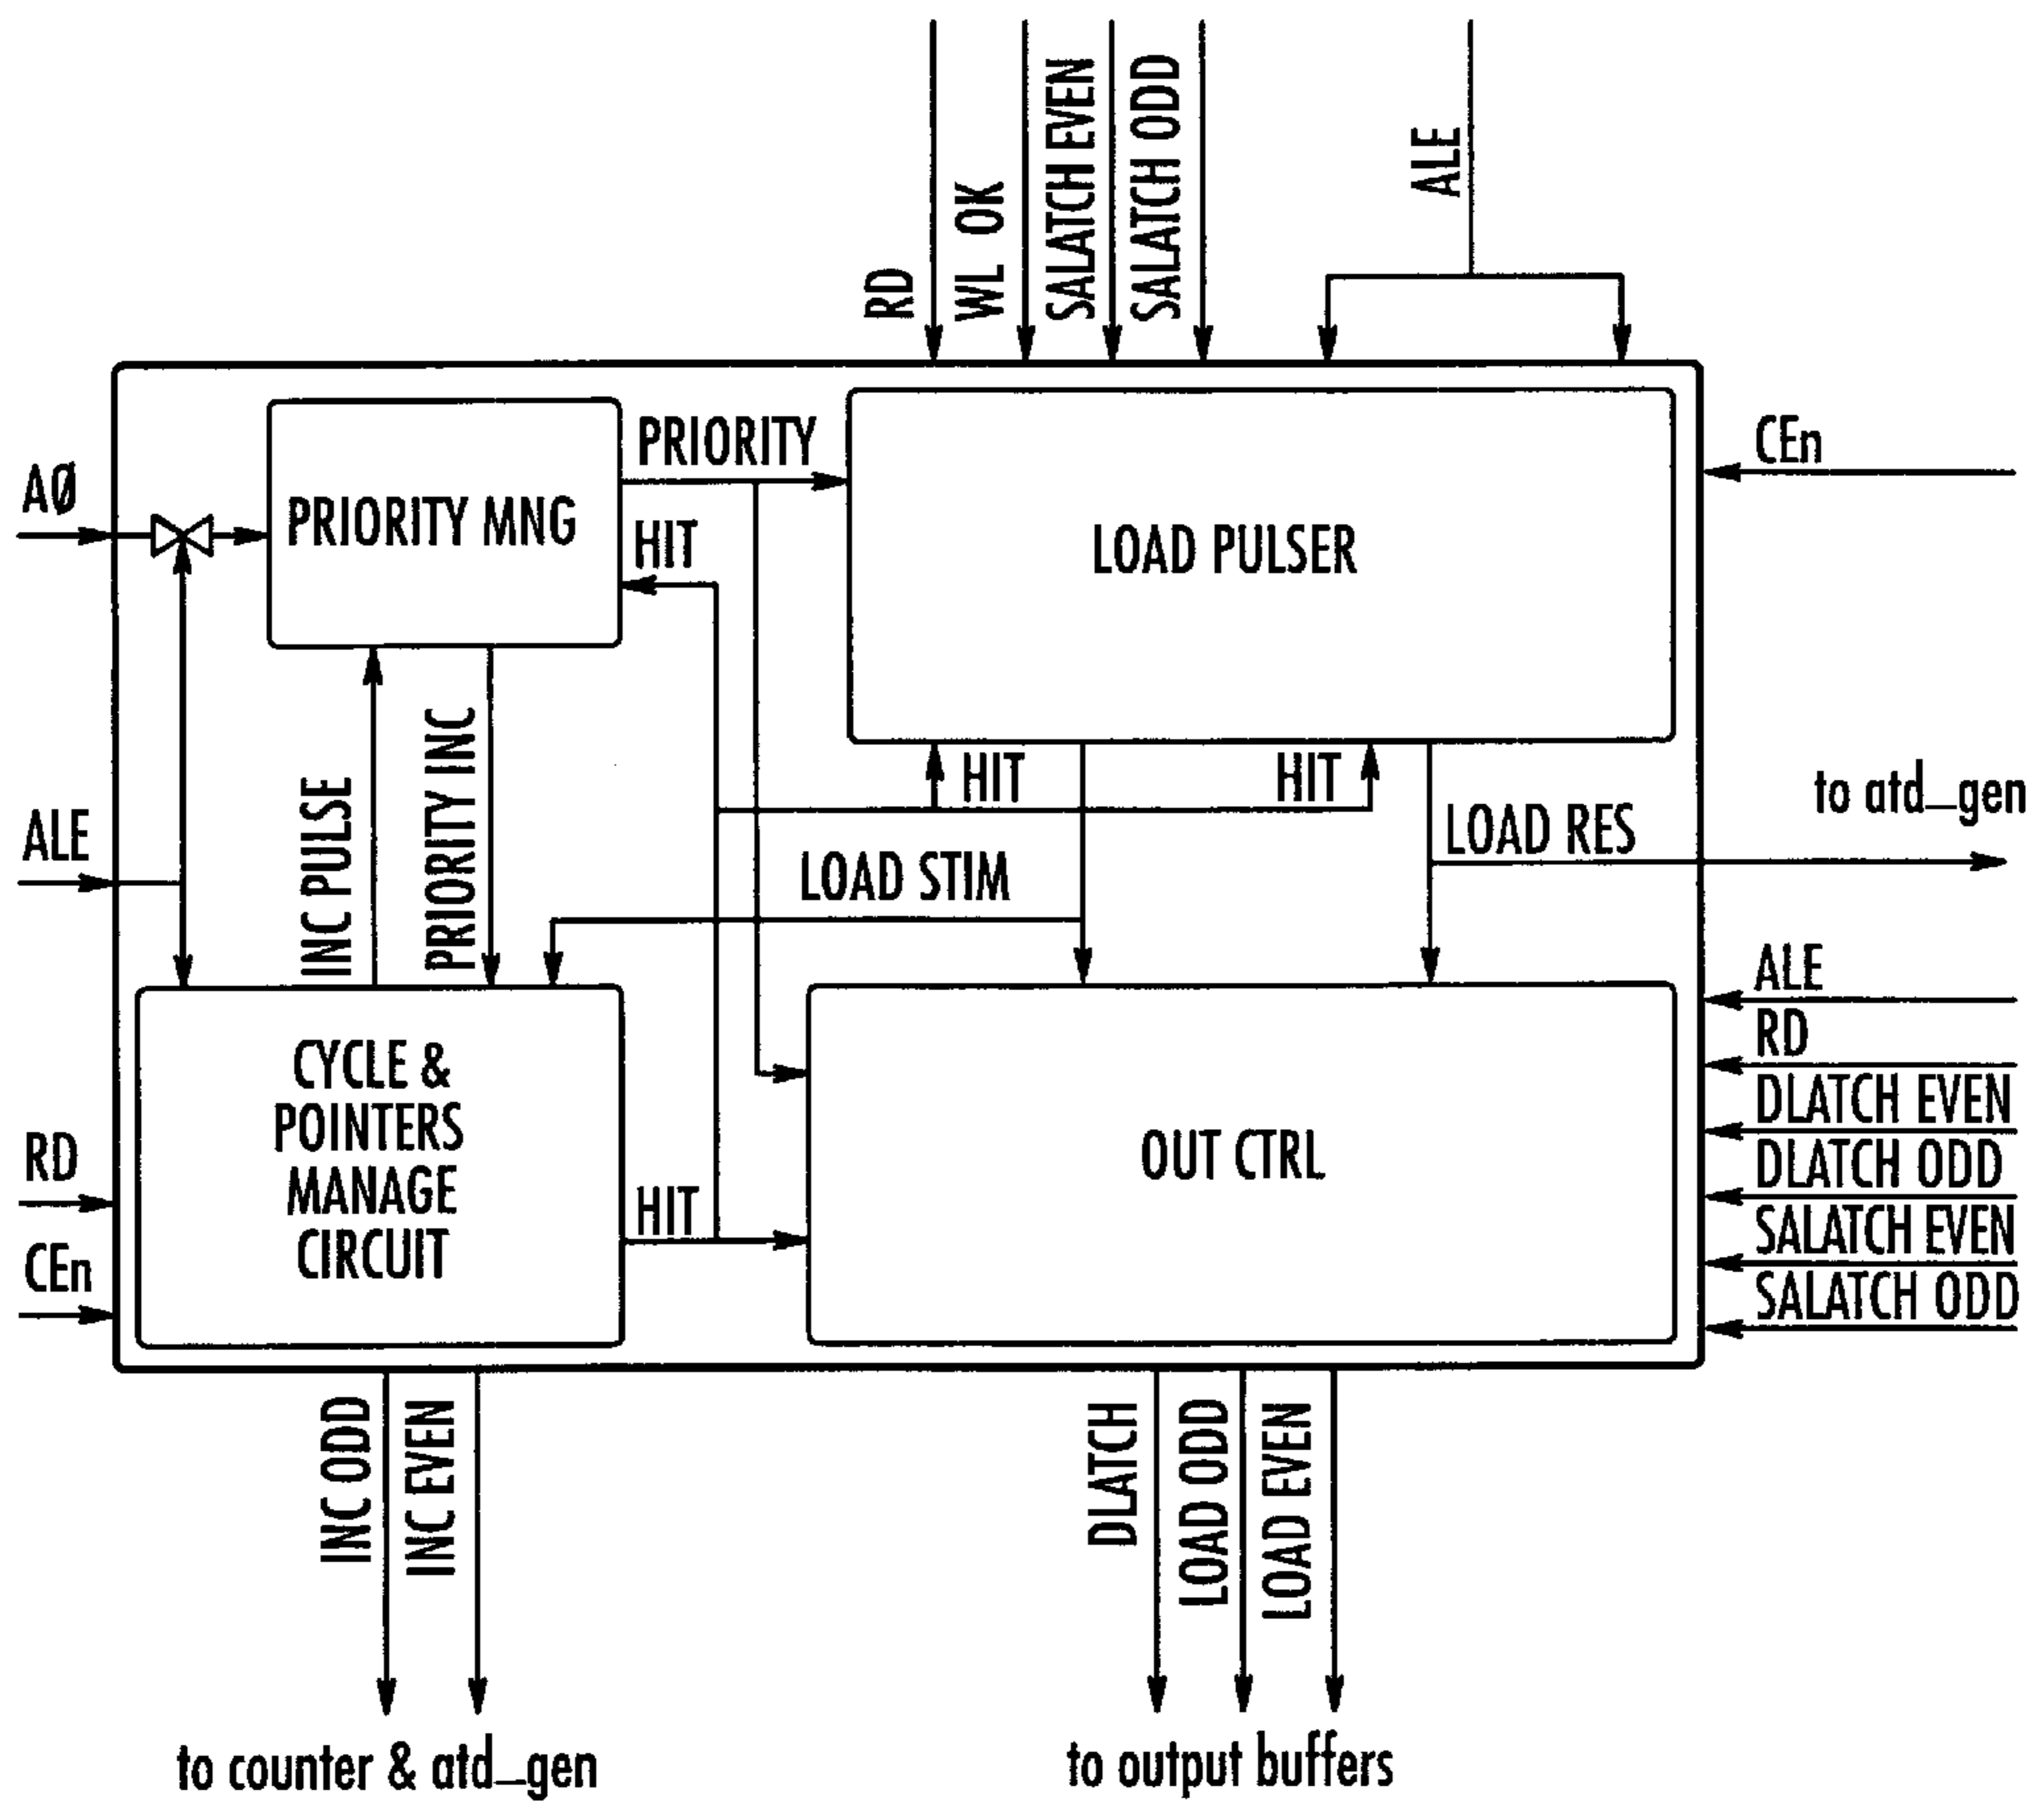 RD
WL OK
SALATCH EVEN
SALATCH ODD
ALE
CEn
AØ
PRIORITY MNG
PRIORITY
HIT
LOAD PULSER
INC PULSE
PRIORITY INC
HIT
HIT
LOAD STIM
LOAD RES
to atd_gen
ALE
ALE
RD
DLATCH EVEN
DLATCH ODD
SALATCH EVEN
SALATCH ODD
RD
CEn
CYCLE &
POINTERS
MANAGE
CIRCUIT
HIT
OUT CTRL
INC ODD
INC EVEN
DLATCH
LOAD ODD
LOAD EVEN
to counter & atd_gen
to output buffers